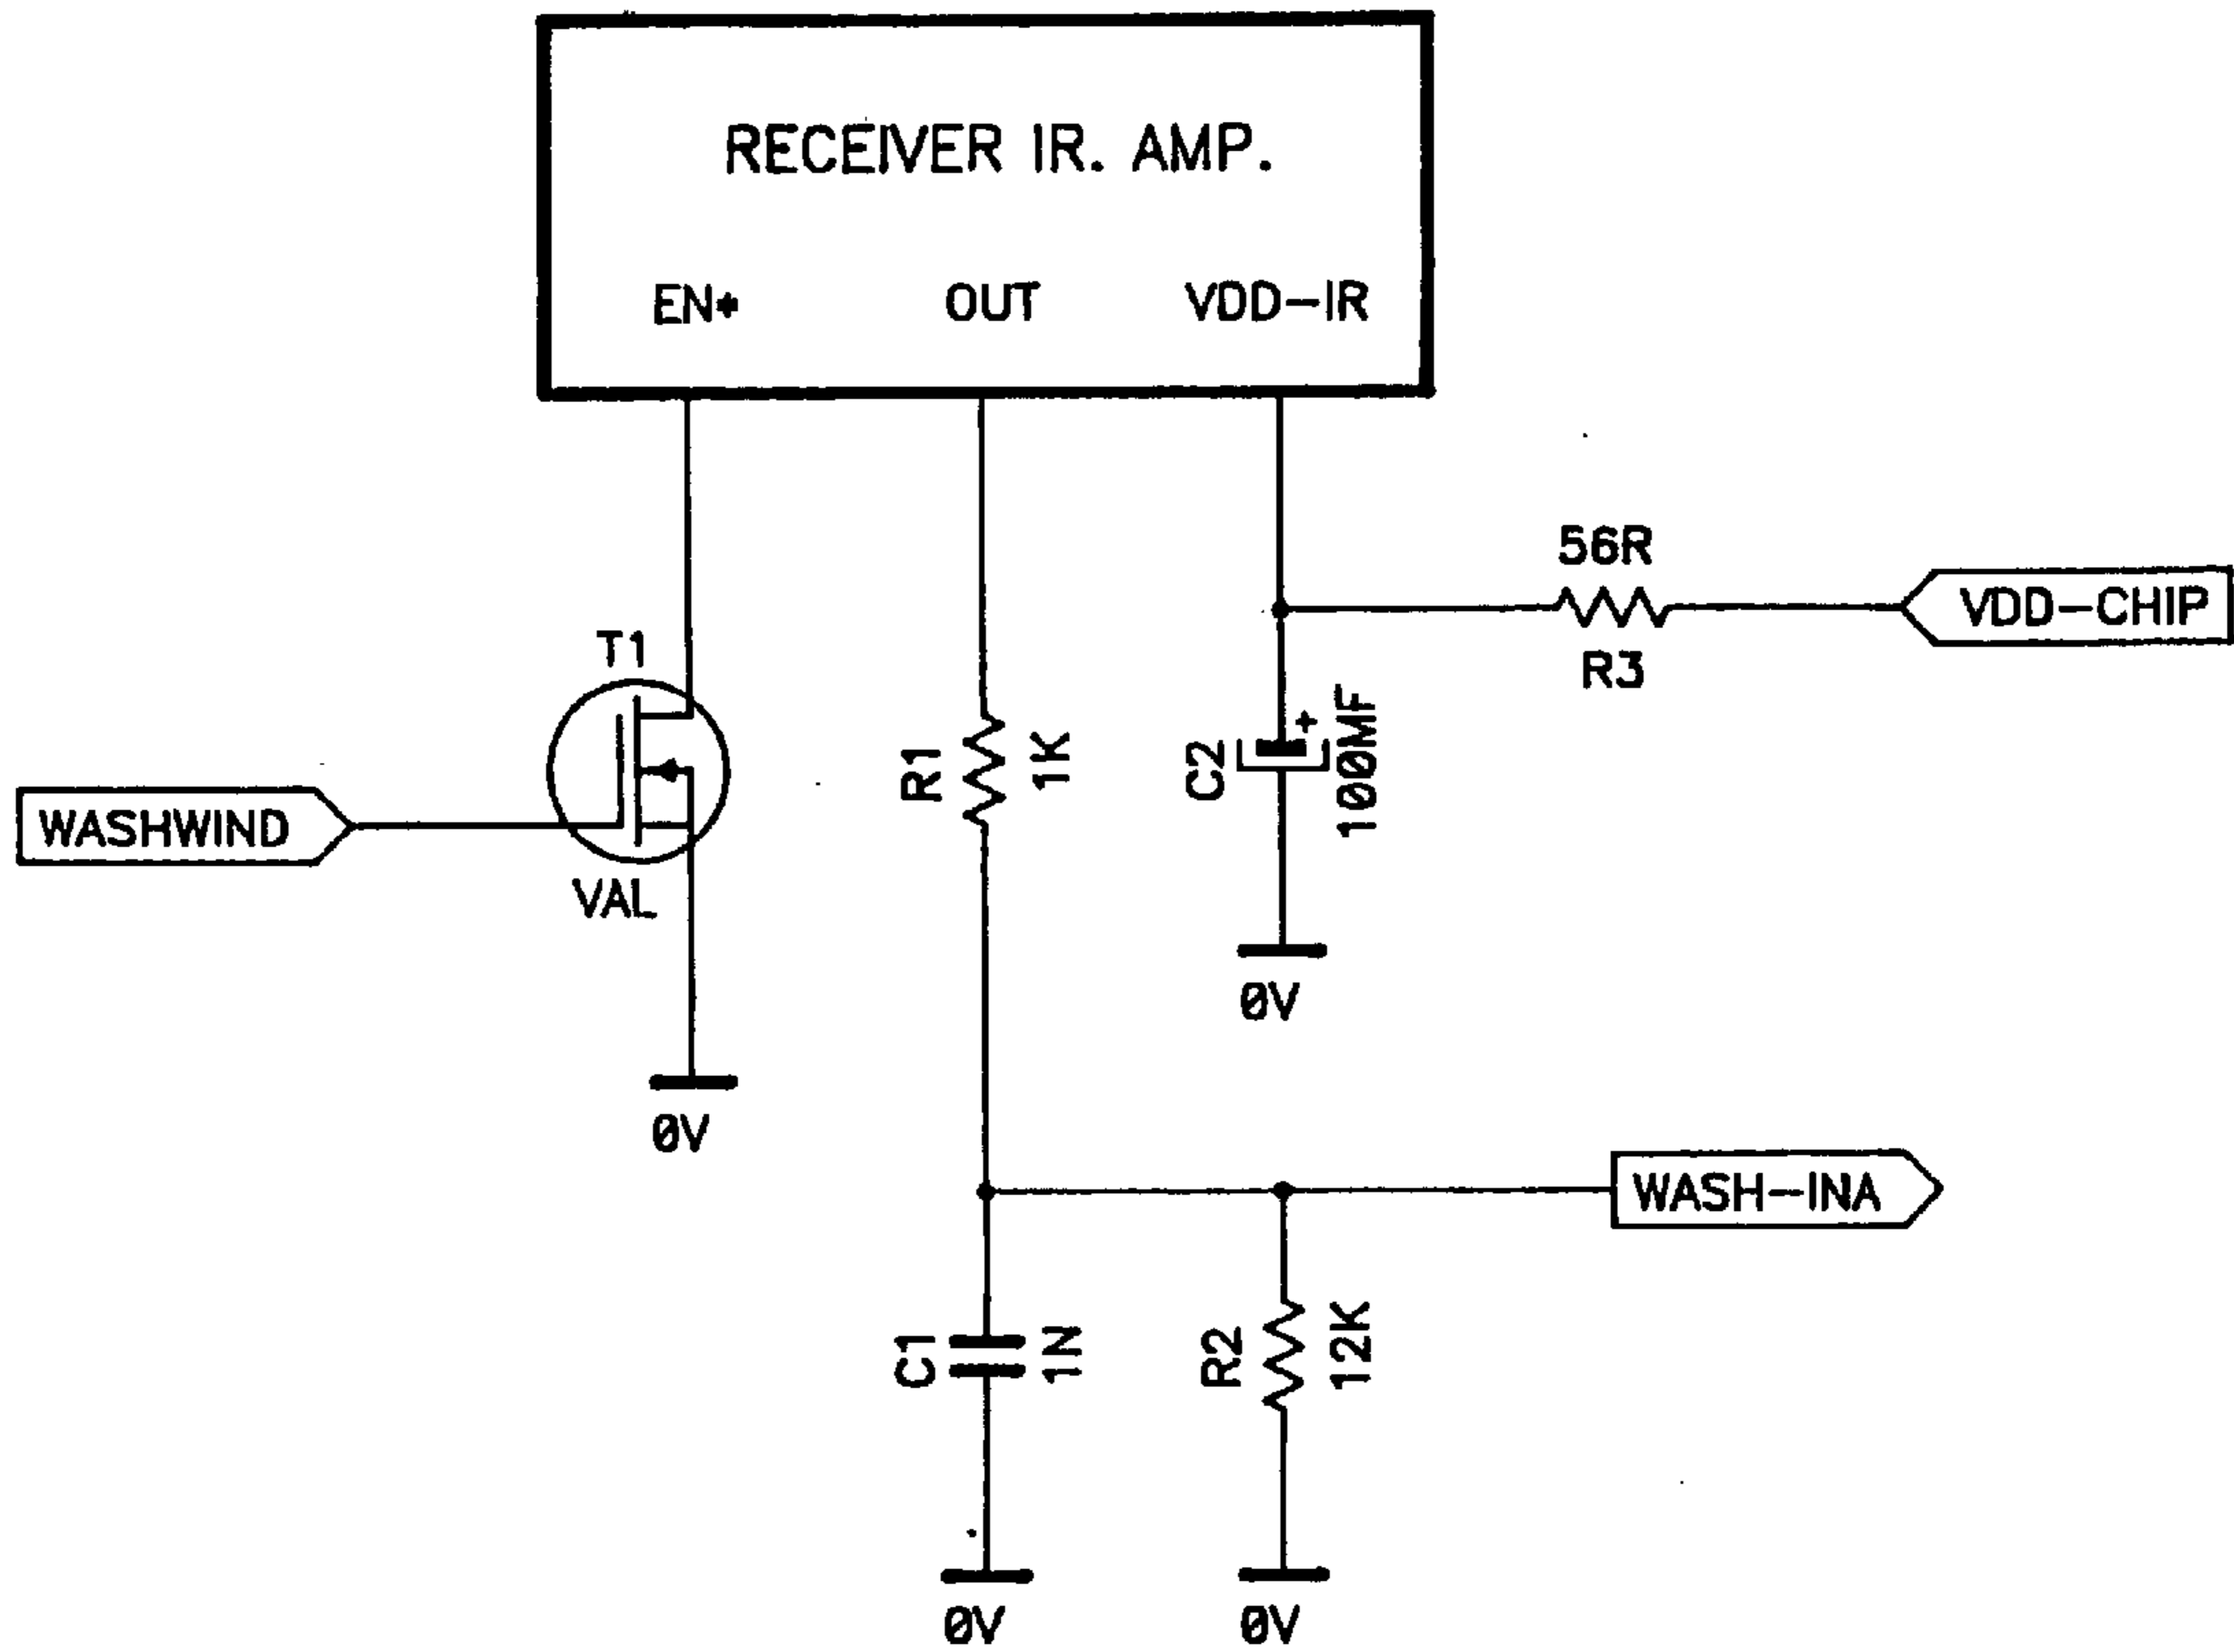 RECEIVER IR. AMP.
EN* OUT VDD-IR
56R
VDD-CHIP
R3
T1
R1
1K
C2
+
100MF
WASHWIND
VAL
0V
0V
WASH-INA
C1
1N
R2
12K
0V
0V